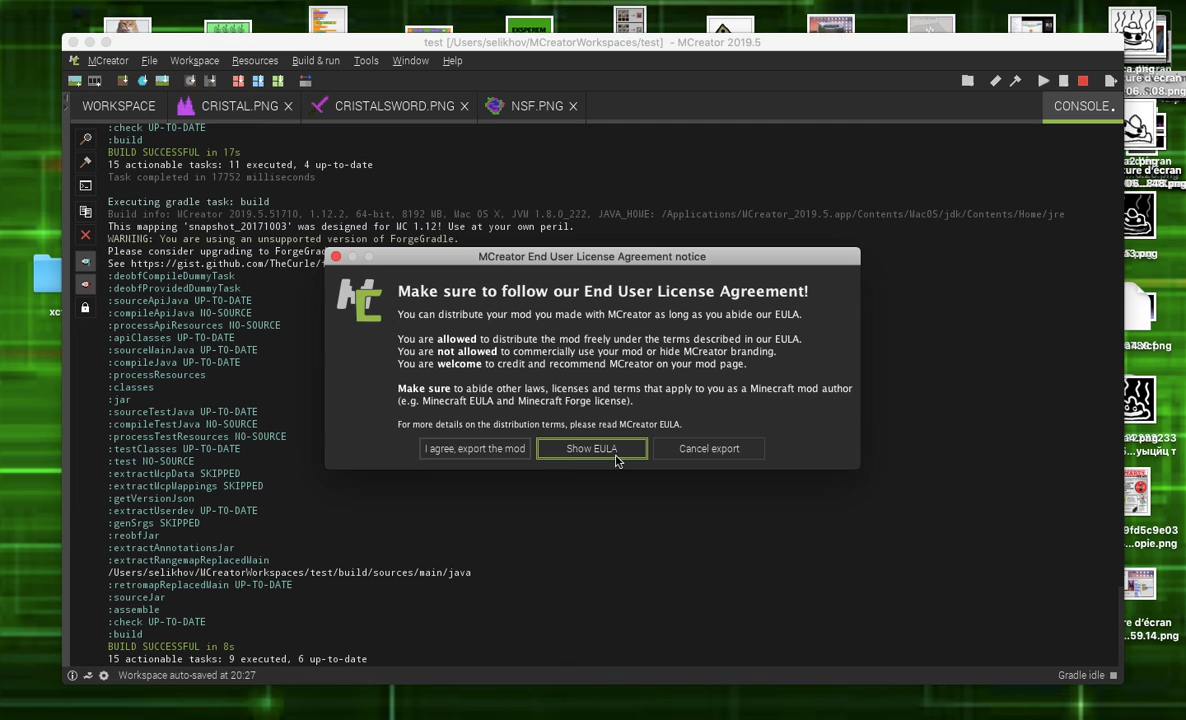 test [/Users/selikhov/MCreatorWorkspaces/test] - MCreator 2019.5
MCreator File Workspace Resources Build & run Tools Window Help
WORKSPACE CRISTAL.PNG CRISTALSWORD.PNG NSF.PNG CONSOLE
:check UP-TO-DATE
:build
BUILD SUCCESSFUL in 17s
15 actionable tasks: 11 executed, 4 up-to-date
Task completed in 17752 milliseconds
Executing gradle task: build
Build info: MCreator 2019.5.51710, 1.12.2, 64-bit, 8192 MB, Mac OS X, JVM 1.8.0_222, JAVA_HOME: /Applications/MCreator_2019.5.app/Contents/MacOS/jdk/Contents/Home/jre
This mapping 'snapshot_20171003' was designed for MC 1.12! Use at your own peril.
WARNING: You are using an unsupported version of ForgeGradle.
Please consider upgrading to ForgeGrad
See https://gist.github.com/TheCurle/
:deobfCompileDummyTask
:deobfProvidedDummyTask
:sourceApiJava UP-TO-DATE
:compileApiJava NO-SOURCE
:processApiResources NO-SOURCE
:apiClasses UP-TO-DATE
:sourceMainJava UP-TO-DATE
:compileJava UP-TO-DATE
:processResources
:classes
:jar
:sourceTestJava UP-TO-DATE
:compileTestJava NO-SOURCE
:processTestResources NO-SOURCE
:testClasses UP-TO-DATE
:test NO-SOURCE
:extractMcpData SKIPPED
:extractMcpMappings SKIPPED
:getVersionJson
:extractUserdev UP-TO-DATE
:genSrgs SKIPPED
:reobfJar
:extractAnnotationsJar
:extractRangemapReplacedMain
/Users/selikhov/MCreatorWorkspaces/test/build/sources/main/java
:retromapReplacedMain UP-TO-DATE
:sourceJar
:assemble
:check UP-TO-DATE
:build
BUILD SUCCESSFUL in 8s
15 actionable tasks: 9 executed, 6 up-to-date
MCreator End User License Agreement notice
Make sure to follow our End User License Agreement!
You can distribute your mod you made with MCreator as long as you abide our EULA.
You are allowed to distribute the mod freely under the terms described in our EULA.
You are not allowed to commercially use your mod or hide MCreator branding.
You are welcome to credit and recommend MCreator on your mod page.
Make sure to abide other laws, licenses and terms that apply to you as a Minecraft mod author
(e.g. Minecraft EULA and Minecraft Forge license).
For more details on the distribution terms, please read MCreator EULA.
I agree, export the mod Show EULA Cancel export
Workspace auto-saved at 20:27 Gradle idle
xc
9fd5c9e03
...opie.png
re d'écran
...59.14.png